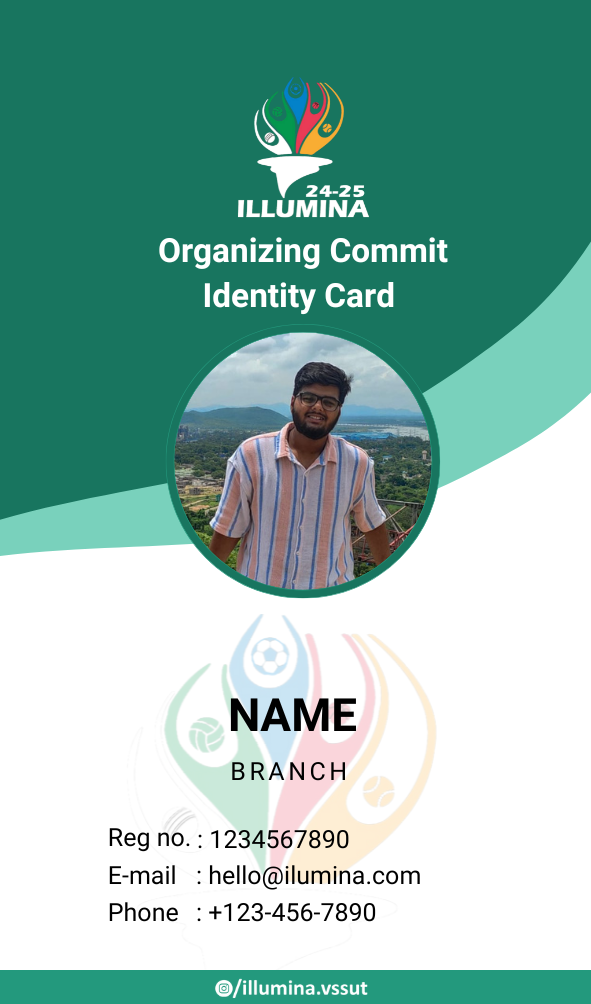 24-25
ILLUMINA
Organizing Commit
Identity Card
NAME
BRANCH
Reg no. : 1234567890
E-mail : hello@ilumina.com
Phone : +123-456-7890
/illumina.vssut